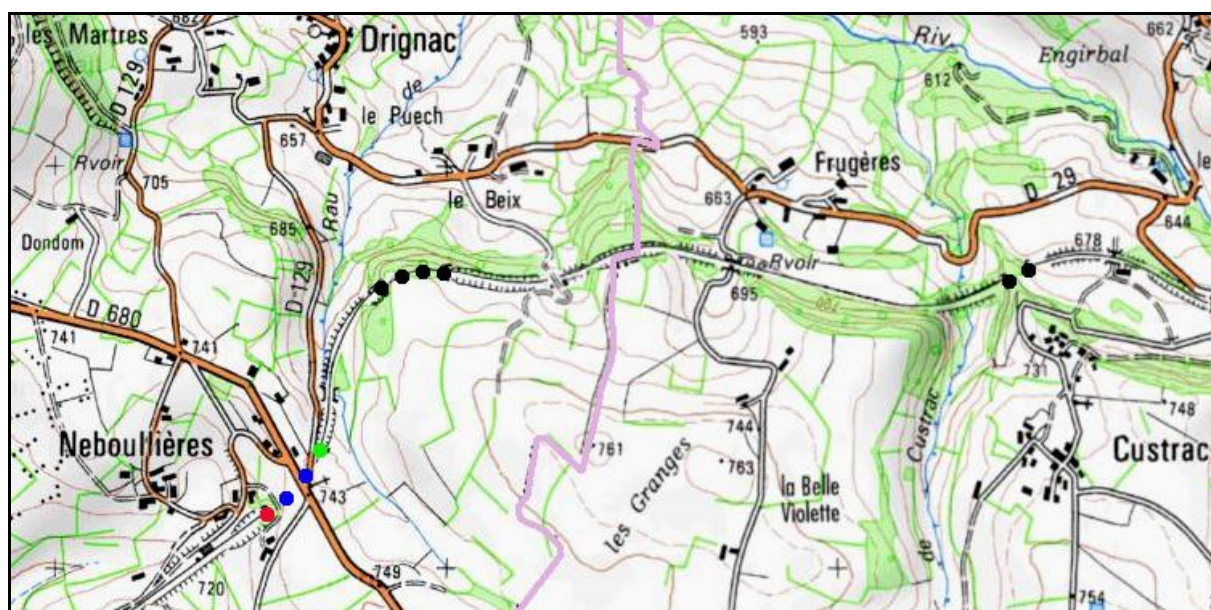 662
les Martres
Drignac
593
Riv
Engirbal
662
D 129
de
612
le Puech
657
Rvoir
Frugères
le
705
le Beix
663
D 29
644
Rau
685
Dondom
Rvoir
678
D 129
695
700
D 680
741
741
731
748
Neboullières
761
744
763
les Granges
Custrac
Custrac
743
la Belle
Violette
de
720
749
754